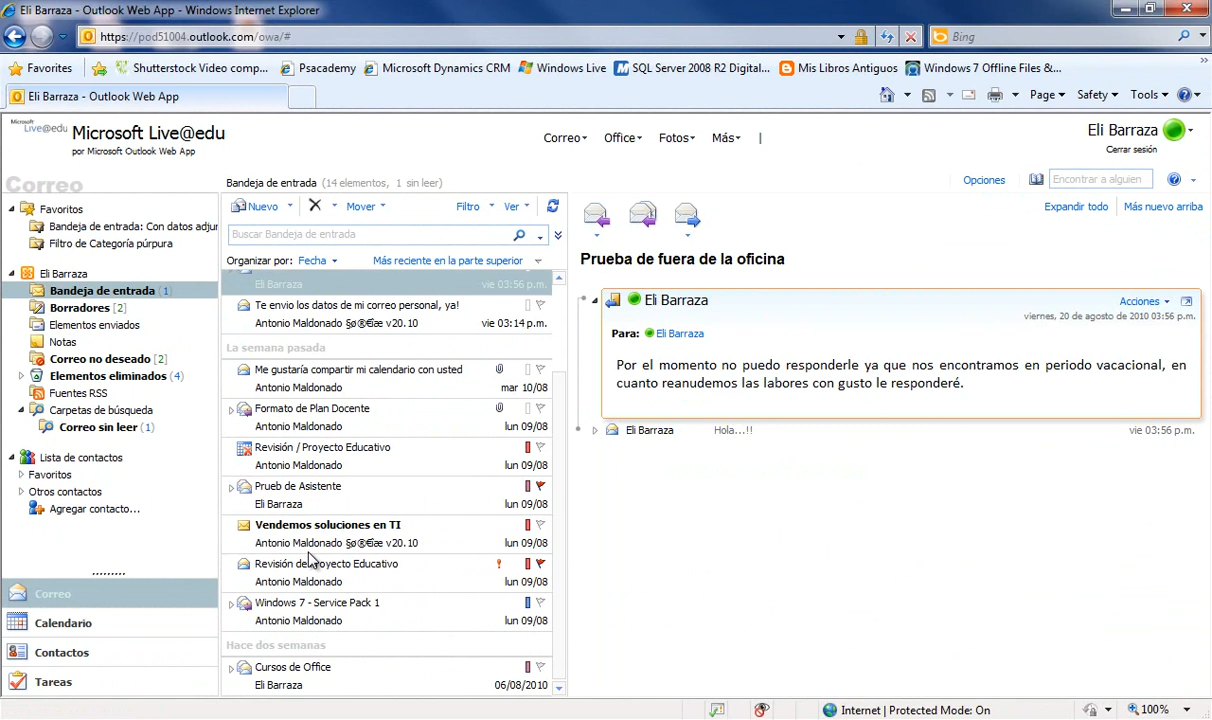 Eli Barraza - Outlook Web App - Windows Internet Explorer
https://pod51004.outlook.com/owa/#
Bing
Favorites
Shutterstock Video comp...
Psacademy
Microsoft Dynamics CRM
Windows Live
SQL Server 2008 R2 Digital...
Mis Libros Antiguos
Windows 7 Offline Files &...
Eli Barraza - Outlook Web App
Page
Safety
Tools
Microsoft
Live@edu
Microsoft Live@edu
por Microsoft Outlook Web App
Correo
Office
Fotos
Más
|
Eli Barraza
Cerrar sesión
Correo
Bandeja de entrada (14 elementos, 1 sin leer)
Opciones
Encontrar a alguien
Favoritos
Bandeja de entrada: Con datos adjur
Filtro de Categoría púrpura
Eli Barraza
Bandeja de entrada (1)
Borradores [2]
Elementos enviados
Notas
Correo no deseado [2]
Elementos eliminados (4)
Fuentes RSS
Carpetas de búsqueda
Correo sin leer (1)
Lista de contactos
Favoritos
Otros contactos
Agregar contacto...
Correo
Calendario
Contactos
Tareas
Nuevo
Mover
Filtro
Ver
Buscar Bandeja de entrada
Organizar por: Fecha
Más reciente en la parte superior
Eli Barraza vie 03:56 p.m.
Te envio los datos de mi correo personal, ya!
Antonio Maldonado §ø®€îæ v20.10 vie 03:14 p.m.
La semana pasada
Me gustaría compartir mi calendario con usted
Antonio Maldonado mar 10/08
Formato de Plan Docente
Antonio Maldonado lun 09/08
Revisión / Proyecto Educativo
Antonio Maldonado lun 09/08
Prueb de Asistente
Eli Barraza lun 09/08
Vendemos soluciones en TI
Antonio Maldonado §ø®€îæ v20.10 lun 09/08
Revisión de Proyecto Educativo
Antonio Maldonado lun 09/08
Windows 7 - Service Pack 1
Antonio Maldonado lun 09/08
Hace dos semanas
Cursos de Office
Eli Barraza 06/08/2010
Expandir todo
Más nuevo arriba
Prueba de fuera de la oficina
Eli Barraza
Acciones
viernes, 20 de agosto de 2010 03:56 p.m.
Para: Eli Barraza
Por el momento no puedo responderle ya que nos encontramos en periodo vacacional, en
cuanto reanudemos las labores con gusto le responderé.
Eli Barraza Hola...!! vie 03:56 p.m.
Internet | Protected Mode: On
100%